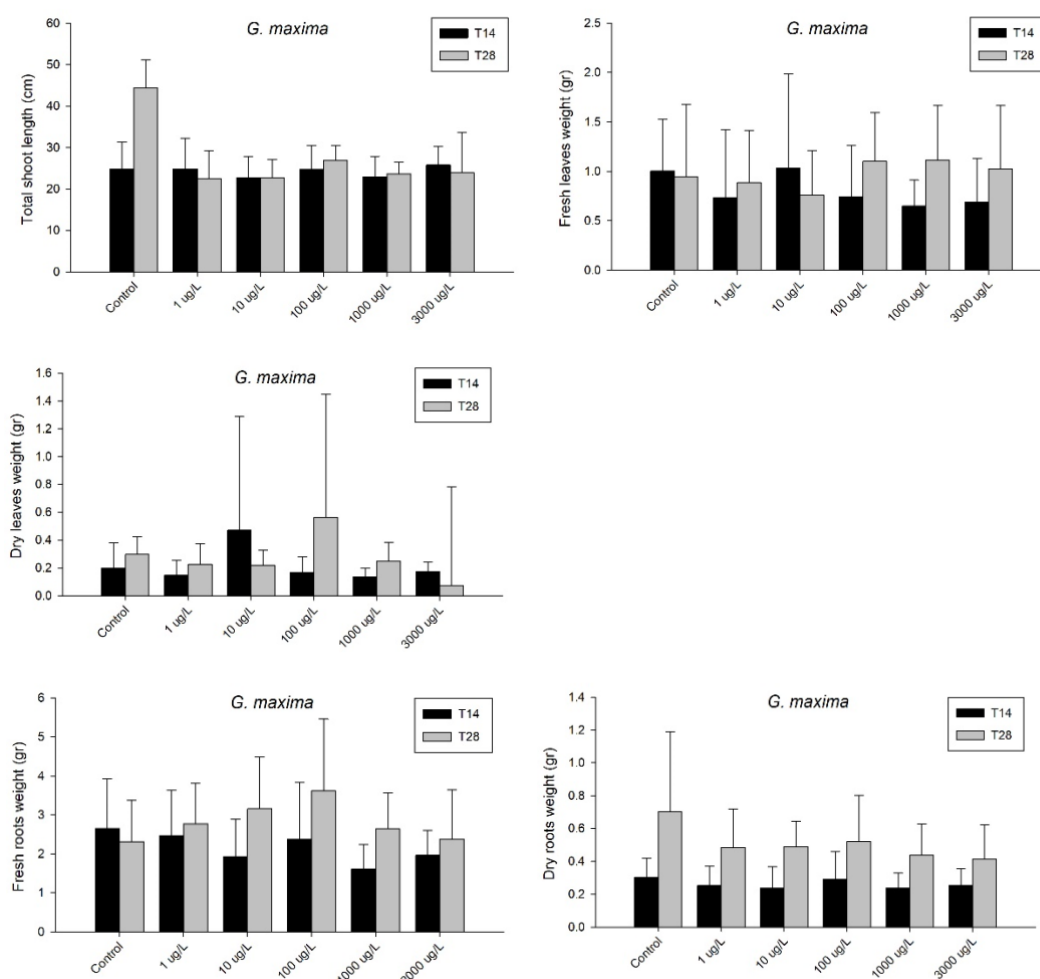 G. maxima
T14
T28
Total shoot length (cm)
60
50
40
30
20
10
0
Control
1 ug/L
10 ug/L
100 ug/L
1000 ug/L
3000 ug/L
G. maxima
T14
T28
Fresh leaves weight (gr)
2.5
2.0
1.5
1.0
0.5
0.0
Control
1 ug/L
10 ug/L
100 ug/L
1000 ug/L
3000 ug/L
G. maxima
T14
T28
Dry leaves weight (gr)
1.6
1.4
1.2
1.0
0.8
0.6
0.4
0.2
0.0
Control
1 ug/L
10 ug/L
100 ug/L
1000 ug/L
3000 ug/L
G. maxima
T14
T28
Fresh roots weight (gr)
6
5
4
3
2
1
0
Control
1 ug/L
10 ug/L
100 ug/L
1000 ug/L
3000 ug/L
G. maxima
T14
T28
Dry roots weight (gr)
1.4
1.2
1.0
0.8
0.6
0.4
0.2
0.0
Control
1 ug/L
10 ug/L
100 ug/L
1000 ug/L
3000 ug/L